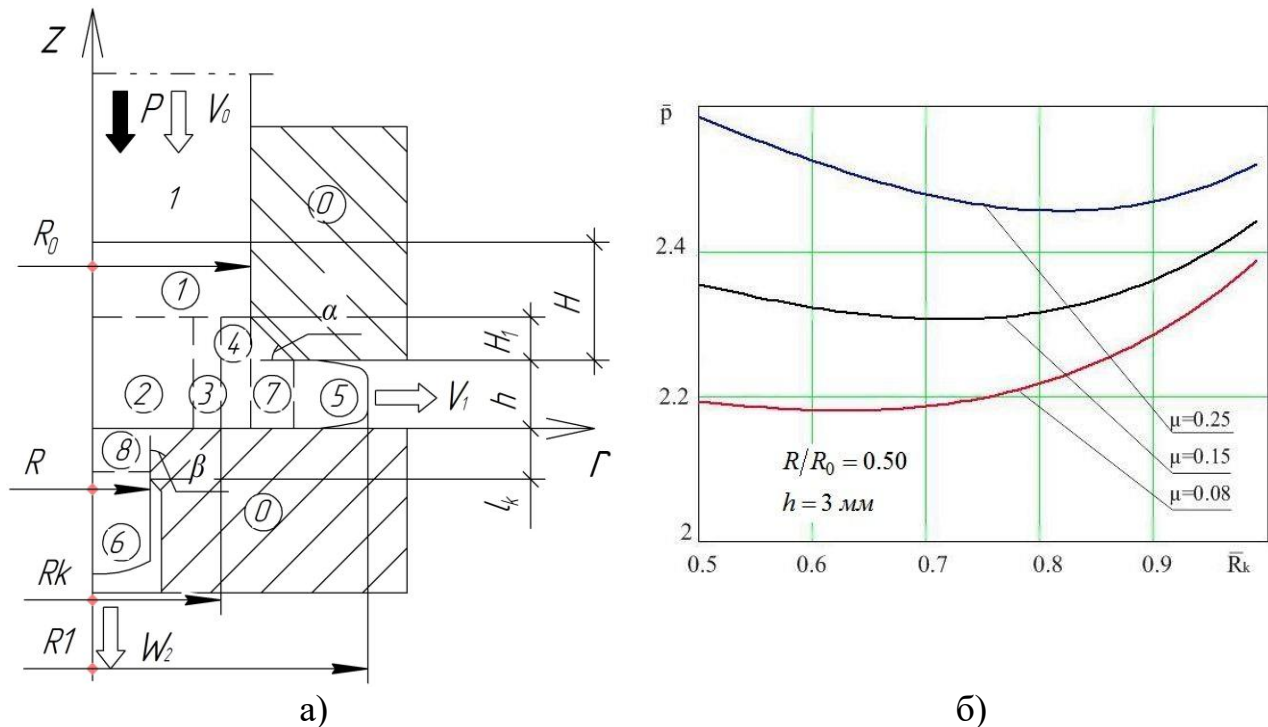 Z
P
V₀
1
0
R₀
1
α
H
4
H₁
2
3
7
5
V₁
h
8
r
R
β
0
lₖ
6
Rk
R1
W₂
а)
p̄
2.4
2.2
2
μ=0.25
R/R₀ = 0.50
μ=0.15
h = 3 мм
μ=0.08
0.5 0.6 0.7 0.8 0.9 R̄k
б)